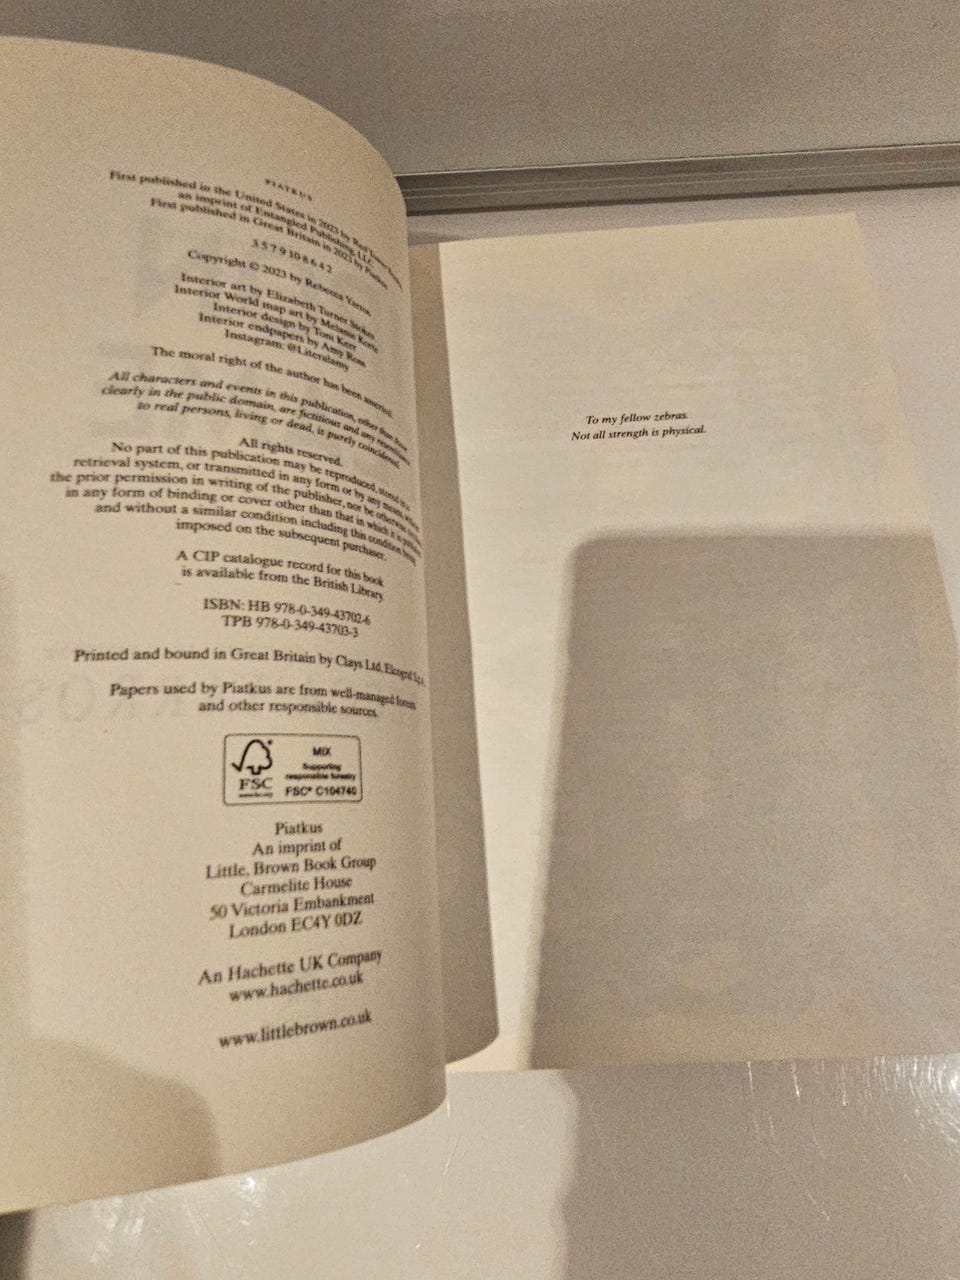 PIATKUS
First published in the United States in 2023 by Red Tower Books,
an imprint of Entangled Publishing, LLC
First published in Great Britain in 2023 by Piatkus
3 5 7 9 10 8 6 4 2
Copyright © 2023 by Rebecca Yarros
Interior art by Elizabeth Turner Stokes
Interior World map art by Melanie Korte
Interior design by Toni Kerr
Interior endpapers by Amy Ross
Instagram: @Literalamy
The moral right of the author has been asserted.
All characters and events in this publication, other than those
clearly in the public domain, are fictitious and any resemblance
to real persons, living or dead, is purely coincidental.
All rights reserved.
No part of this publication may be reproduced, stored in a
retrieval system, or transmitted in any form or by any means, without
the prior permission in writing of the publisher, nor be otherwise circulated
in any form of binding or cover other than that in which it is published
and without a similar condition including this condition being
imposed on the subsequent purchaser.
A CIP catalogue record for this book
is available from the British Library.
ISBN: HB 978-0-349-43702-6
TPB 978-0-349-43703-3
Printed and bound in Great Britain by Clays Ltd, Elcograf S.p.A.
Papers used by Piatkus are from well-managed forests
and other responsible sources.
FSC
www.fsc.org
MIX
Supporting
responsible forestry
FSC® C104740
Piatkus
An imprint of
Little, Brown Book Group
Carmelite House
50 Victoria Embankment
London EC4Y 0DZ
An Hachette UK Company
www.hachette.co.uk
www.littlebrown.co.uk
To my fellow zebras.
Not all strength is physical.